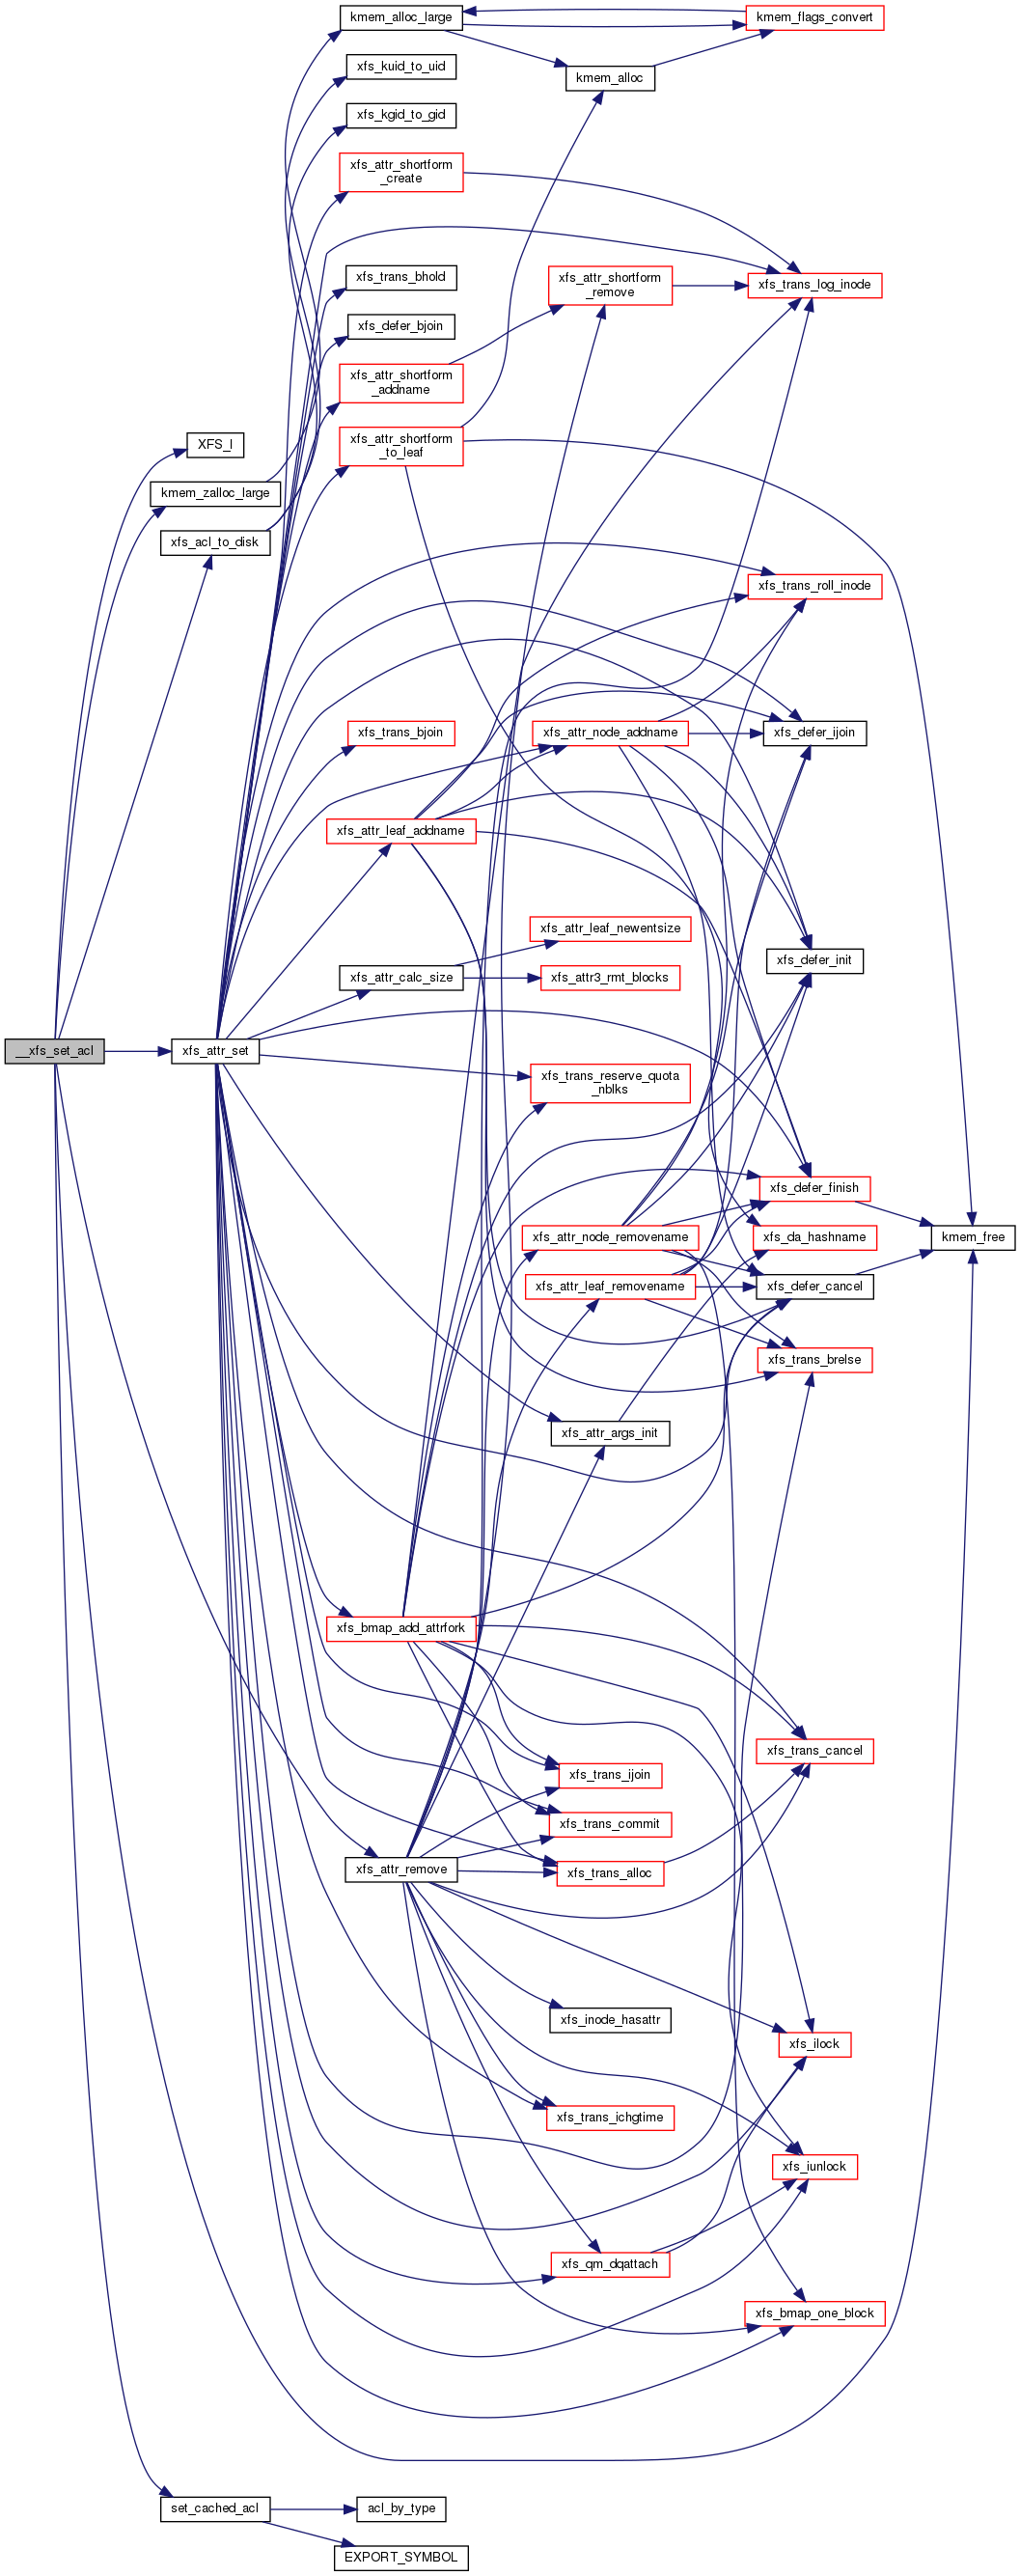 kmem_alloc_large
kmem_flags_convert
xfs_kuid_to_uid
kmem_alloc
xfs_kgid_to_gid
xfs_attr_shortform
_create
xfs_trans_bhold
xfs_attr_shortform
_remove
xfs_trans_log_inode
xfs_defer_bjoin
xfs_attr_shortform
_addname
XFS_I
xfs_attr_shortform
_to_leaf
kmem_zalloc_large
xfs_acl_to_disk
xfs_trans_roll_inode
xfs_trans_bjoin
xfs_attr_node_addname
xfs_defer_ijoin
xfs_attr_leaf_addname
xfs_attr_leaf_newentsize
xfs_defer_init
xfs_attr_calc_size
xfs_attr3_rmt_blocks
__xfs_set_acl
xfs_attr_set
xfs_trans_reserve_quota
_nblks
xfs_defer_finish
xfs_attr_node_removename
xfs_da_hashname
kmem_free
xfs_attr_leaf_removename
xfs_defer_cancel
xfs_trans_brelse
xfs_attr_args_init
xfs_bmap_add_attrfork
xfs_trans_cancel
xfs_trans_ijoin
xfs_trans_commit
xfs_attr_remove
xfs_trans_alloc
xfs_inode_hasattr
xfs_ilock
xfs_trans_ichgtime
xfs_iunlock
xfs_qm_dqattach
xfs_bmap_one_block
set_cached_acl
acl_by_type
EXPORT_SYMBOL